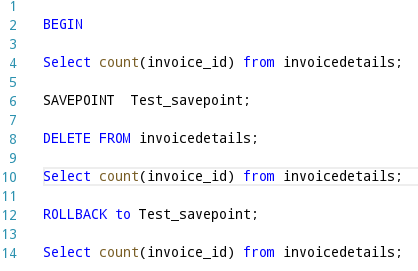 1
2 BEGIN
3
4 Select count(invoice_id) from invoicedetails;
5
6 SAVEPOINT  Test_savepoint;
7
8 DELETE FROM invoicedetails;
9
10 Select count(invoice_id) from invoicedetails;
11
12 ROLLBACK to Test_savepoint;
13
14 Select count(invoice_id) from invoicedetails;